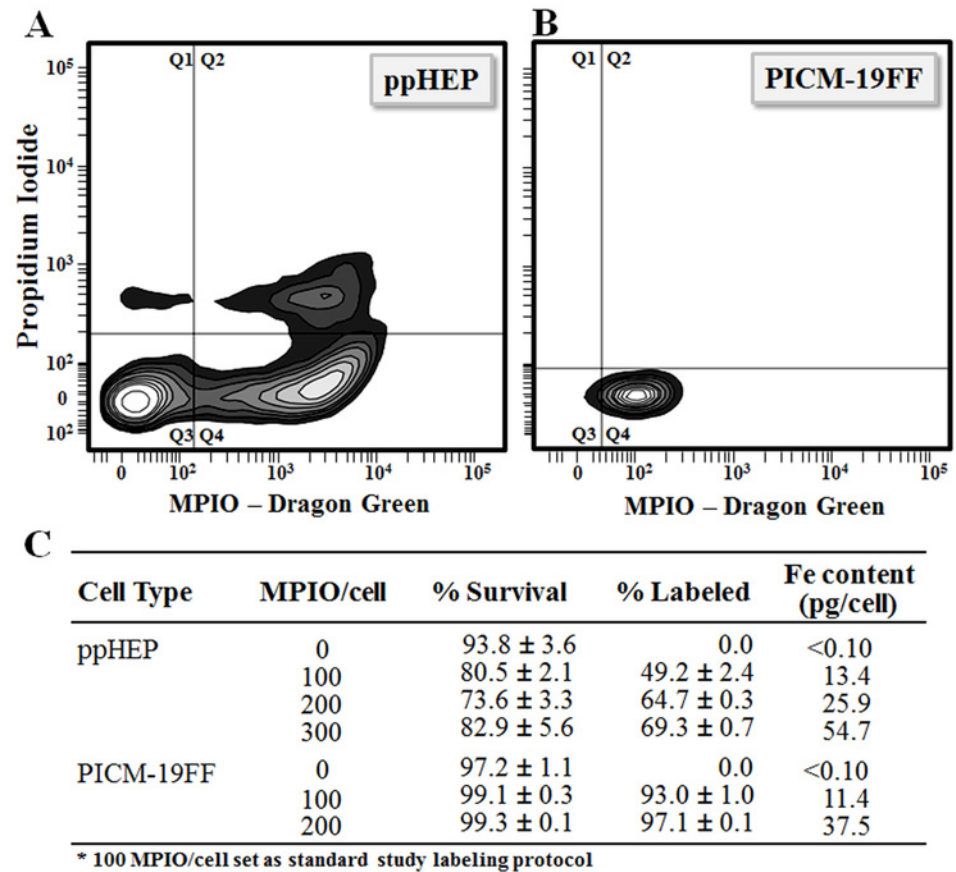 A
B
Q1 Q2
ppHEP
Q1 Q2
PICM-19FF
Propidium Iodide
10⁵
10⁴
10³
10²
0
10²
Q3 Q4
Q3 Q4
0 10² 10³ 10⁴ 10⁵
0 10² 10³ 10⁴ 10⁵
MPIO – Dragon Green
MPIO – Dragon Green
C
Cell Type MPIO/cell % Survival % Labeled Fe content (pg/cell)
ppHEP 0 93.8 ± 3.6 0.0 <0.10
100 80.5 ± 2.1 49.2 ± 2.4 13.4
200 73.6 ± 3.3 64.7 ± 0.3 25.9
300 82.9 ± 5.6 69.3 ± 0.7 54.7
PICM-19FF 0 97.2 ± 1.1 0.0 <0.10
100 99.1 ± 0.3 93.0 ± 1.0 11.4
200 99.3 ± 0.1 97.1 ± 0.1 37.5
* 100 MPIO/cell set as standard study labeling protocol